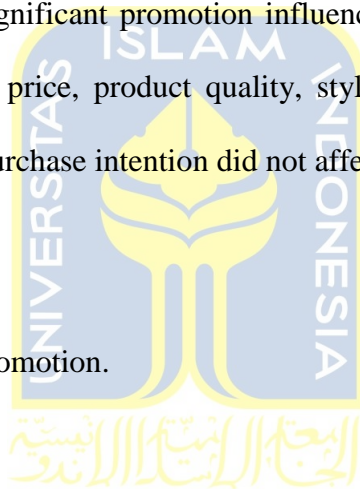 gnificant promotion influenc
ISLAM
price, product quality, styl
urchase intention did not affe
UNIVERSITAS
INDONESIA
omotion.